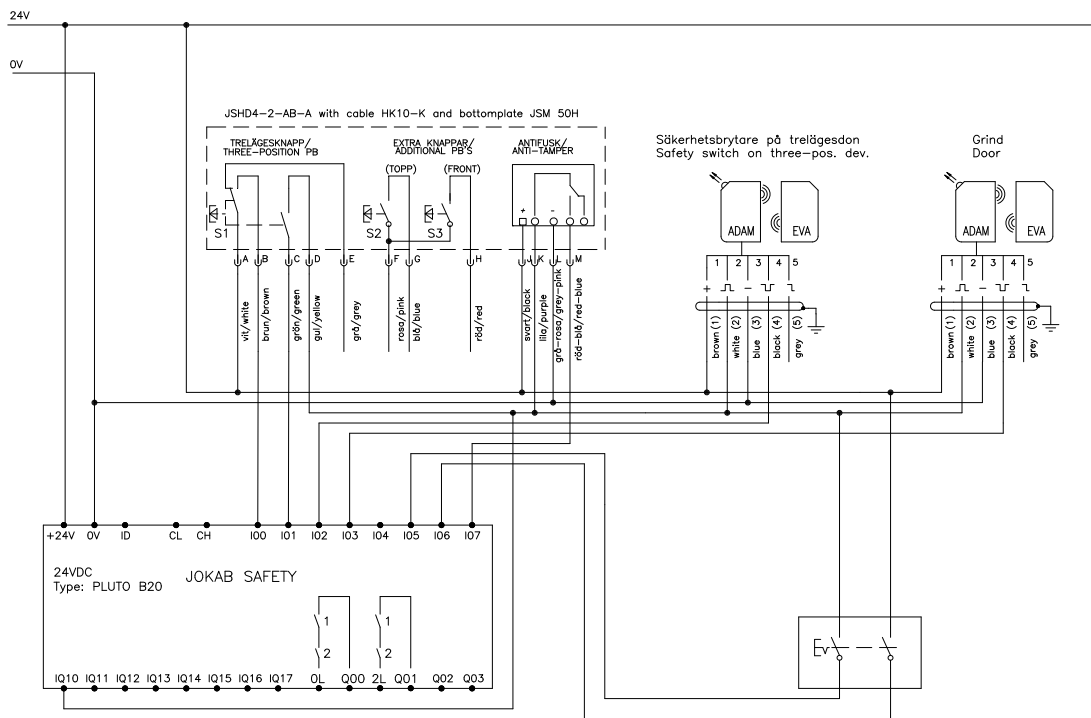 24V
0V
JSHD4-2-AB-A with cable HK10-K and bottomplate JSM 50H
TRELÄGESKNAPP/
THREE-POSITION PB
EXTRA KNAPPAR/
ADDITIONAL PB'S
(TOPP) (FRONT)
ANTIFUSK/
ANTI-TAMPER
S1 S2 S3
+ -
A B C D E F G H J K L M
vit/white
brun/brown
grön/green
gul/yellow
grå/grey
rosa/pink
blå/blue
röd/red
svart/black
lila/purple
grå-rosa/grey-pink
röd-blå/red-blue
Säkerhetsbrytare på trelägesdon
Safety switch on three-pos. dev.
ADAM EVA
1 2 3 4 5
+ -
brown (1)
white (2)
blue (3)
black (4)
grey (5)
Grind
Door
ADAM EVA
1 2 3 4 5
+ -
brown (1)
white (2)
blue (3)
black (4)
grey (5)
+24V 0V ID CL CH I00 I01 I02 I03 I04 I05 I06 I07
24VDC
Type: PLUTO B20
JOKAB SAFETY
1 1
2 2
IQ10 IQ11 IQ12 IQ13 IQ14 IQ15 IQ16 IQ17 0L Q00 2L Q01 Q02 Q03